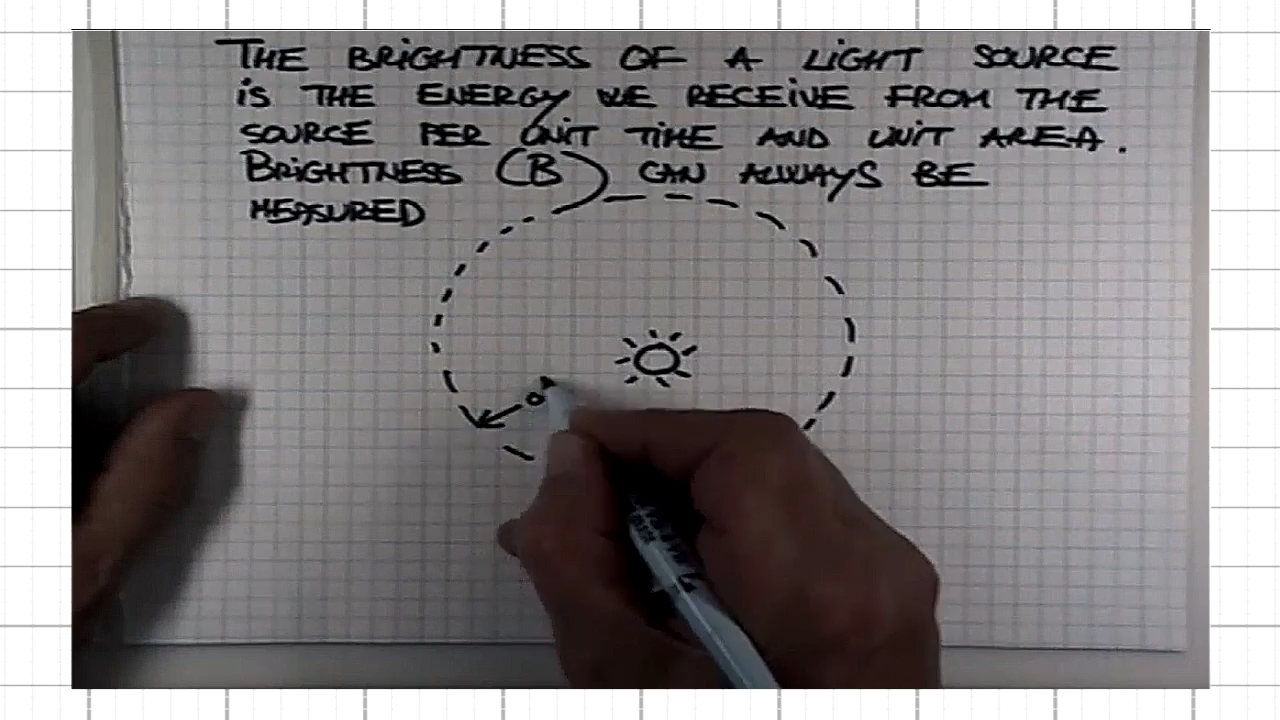 THE BRIGHTNESS OF A LIGHT SOURCE
IS THE ENERGY WE RECEIVE FROM THE
SOURCE PER UNIT TIME AND UNIT AREA.
BRIGHTNESS (B) CAN ALWAYS BE
MEASURED